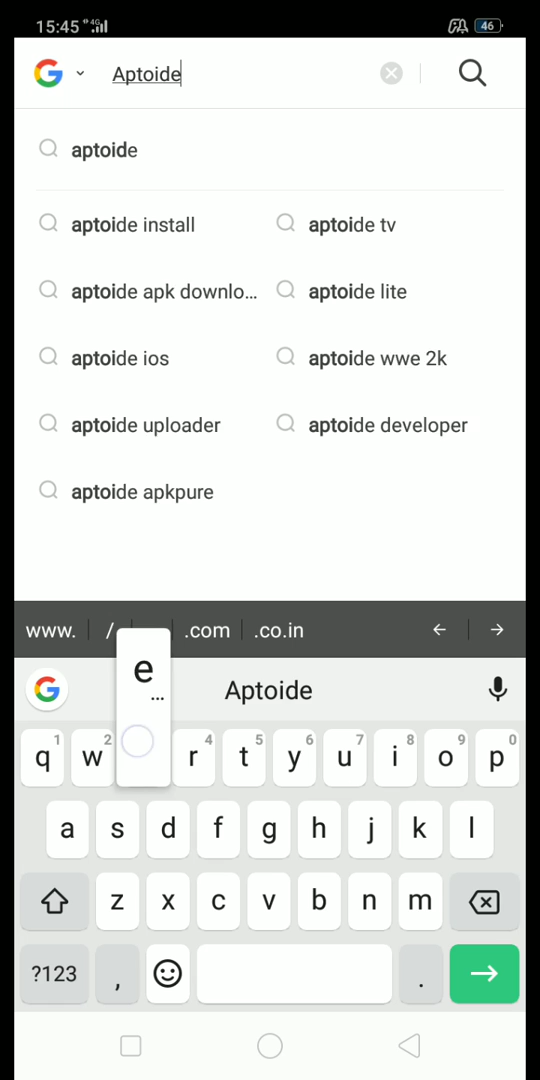 15:45 4G 46
Aptoide
aptoide
aptoide install aptoide tv
aptoide apk downlo... aptoide lite
aptoide ios aptoide wwe 2k
aptoide uploader aptoide developer
aptoide apkpure
www. / .com .co.in ← →
e
...
Aptoide
1 2 4 5 6 7 8 9 0
q w r t y u i o p
a s d f g h j k l
z x c v b n m
?123 , . →